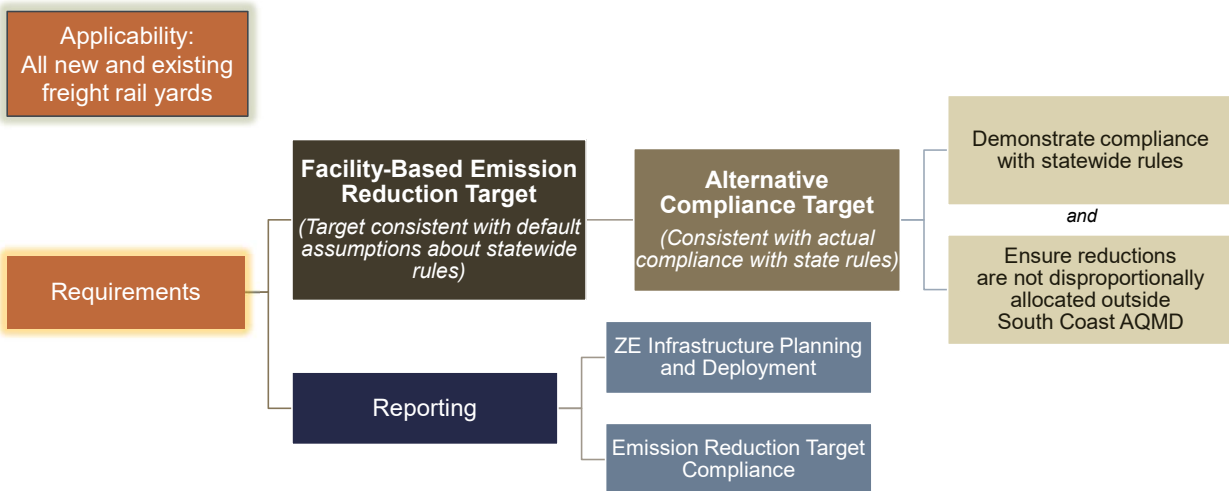 Applicability:
All new and existing
freight rail yards
Requirements
Facility-Based Emission
Reduction Target
(Target consistent with default
assumptions about statewide
rules)
Alternative
Compliance Target
(Consistent with actual
compliance with state rules)
Demonstrate compliance
with statewide rules
and
Ensure reductions
are not disproportionally
allocated outside
South Coast AQMD
Reporting
ZE Infrastructure Planning
and Deployment
Emission Reduction Target
Compliance